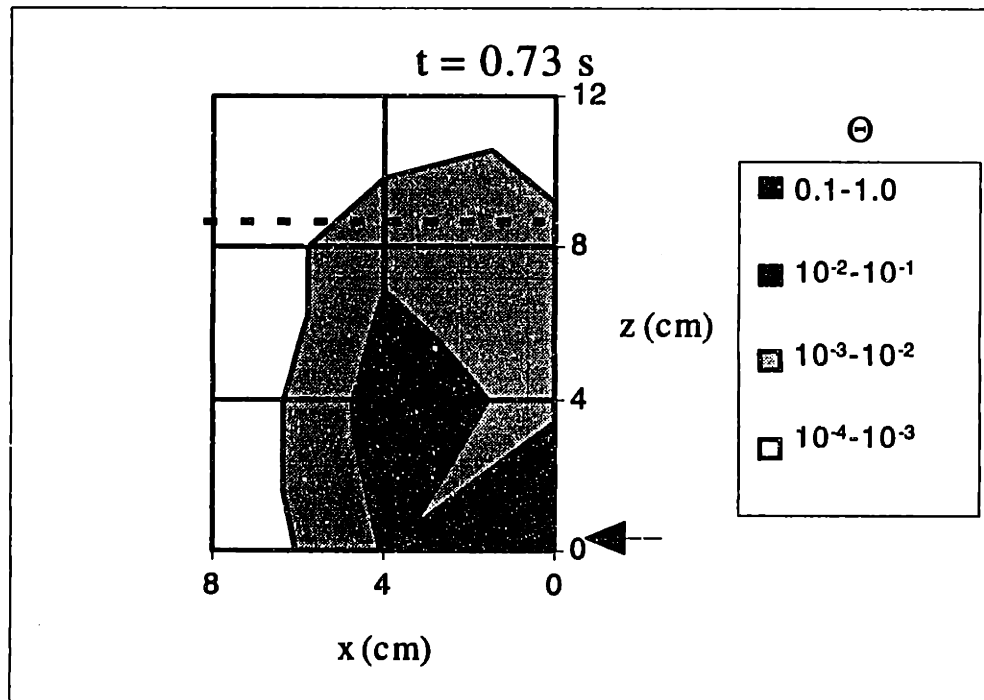 t = 0.73 s
12
8
z (cm)
4
0
8 4 0
x (cm)
Θ
0.1-1.0
10⁻²-10⁻¹
10⁻³-10⁻²
10⁻⁴-10⁻³